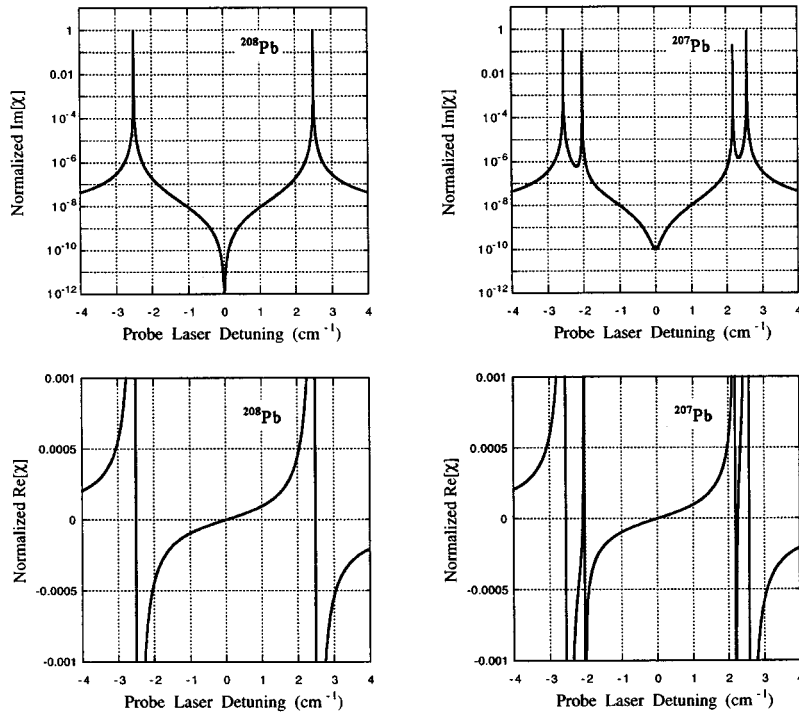 Normalized Im[χ]
²⁰⁸Pb
1
0.01
10⁻⁴
10⁻⁶
10⁻⁸
10⁻¹⁰
10⁻¹²
-4 -3 -2 -1 0 1 2 3 4
Probe Laser Detuning (cm⁻¹)
Normalized Im[χ]
²⁰⁷Pb
1
0.01
10⁻⁴
10⁻⁶
10⁻⁸
10⁻¹⁰
10⁻¹²
-4 -3 -2 -1 0 1 2 3 4
Probe Laser Detuning (cm⁻¹)
Normalized Re[χ]
²⁰⁸Pb
0.001
0.0005
0
-0.0005
-0.001
-4 -3 -2 -1 0 1 2 3 4
Probe Laser Detuning (cm⁻¹)
Normalized Re[χ]
²⁰⁷Pb
0.001
0.0005
0
-0.0005
-0.001
-4 -3 -2 -1 0 1 2 3 4
Probe Laser Detuning (cm⁻¹)